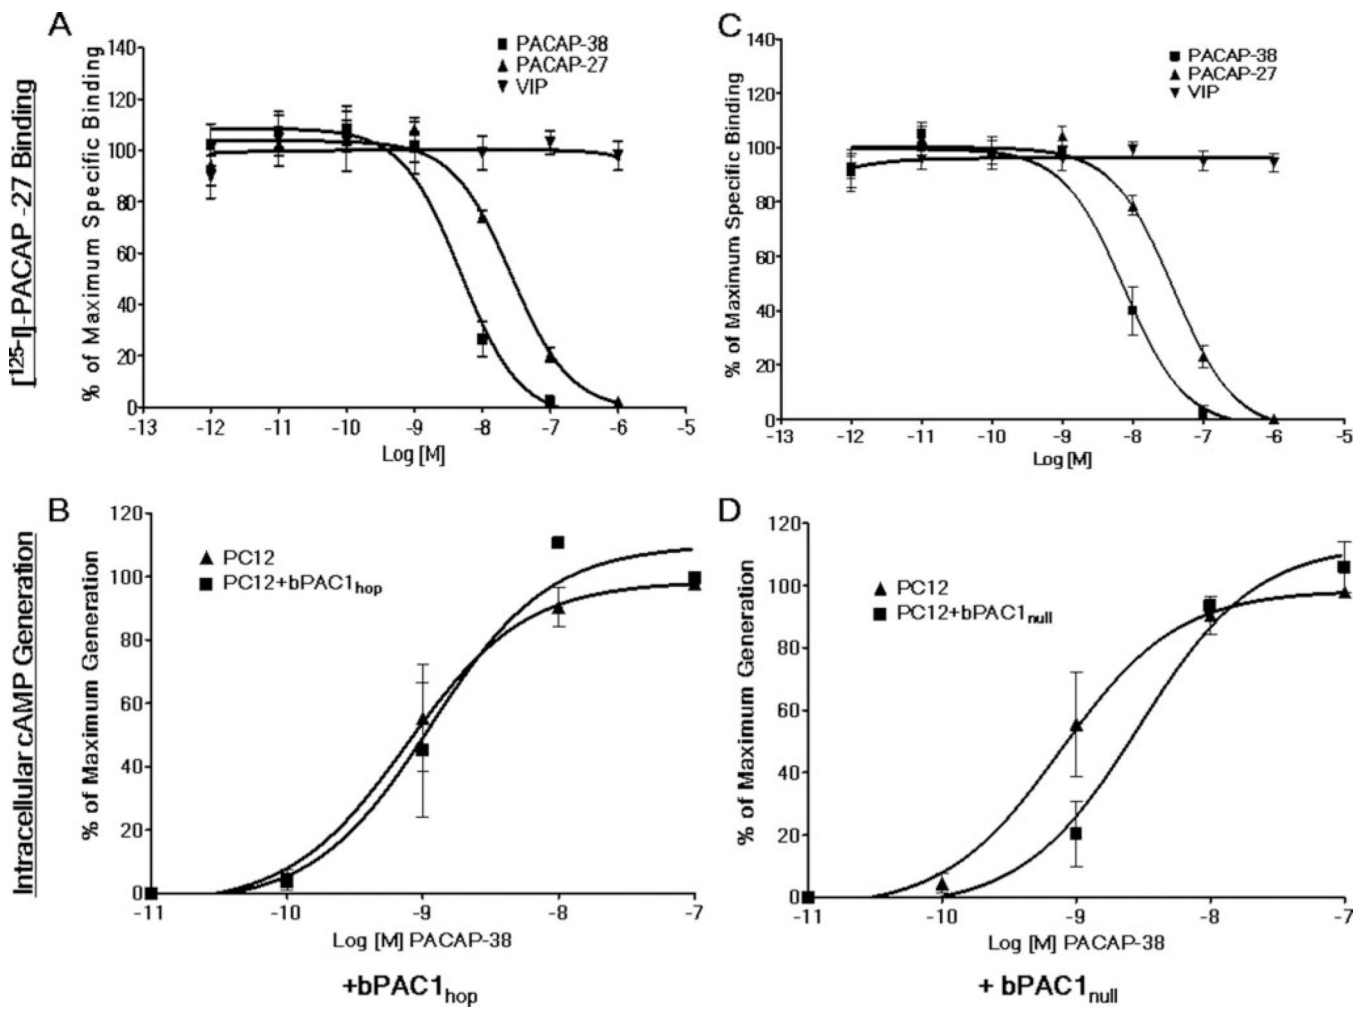 A
[125-I]-PACAP -27 Binding
% of Maximum Specific Binding
140
120
100
80
60
40
20
0
-13 -12 -11 -10 -9 -8 -7 -6 -5
Log [M]
PACAP-38
PACAP-27
VIP
C
% of Maximum Specific Binding
140
120
100
80
60
40
20
0
-13 -12 -11 -10 -9 -8 -7 -6 -5
Log [M]
PACAP-38
PACAP-27
VIP
B
Intracellular cAMP Generation
% of Maximum Generation
120
100
80
60
40
20
0
-11 -10 -9 -8 -7
Log [M] PACAP-38
PC12
PC12+bPAC1hop
+bPAC1hop
D
% of Maximum Generation
120
100
80
60
40
20
0
-11 -10 -9 -8 -7
Log [M] PACAP-38
PC12
PC12+bPAC1null
+ bPAC1null